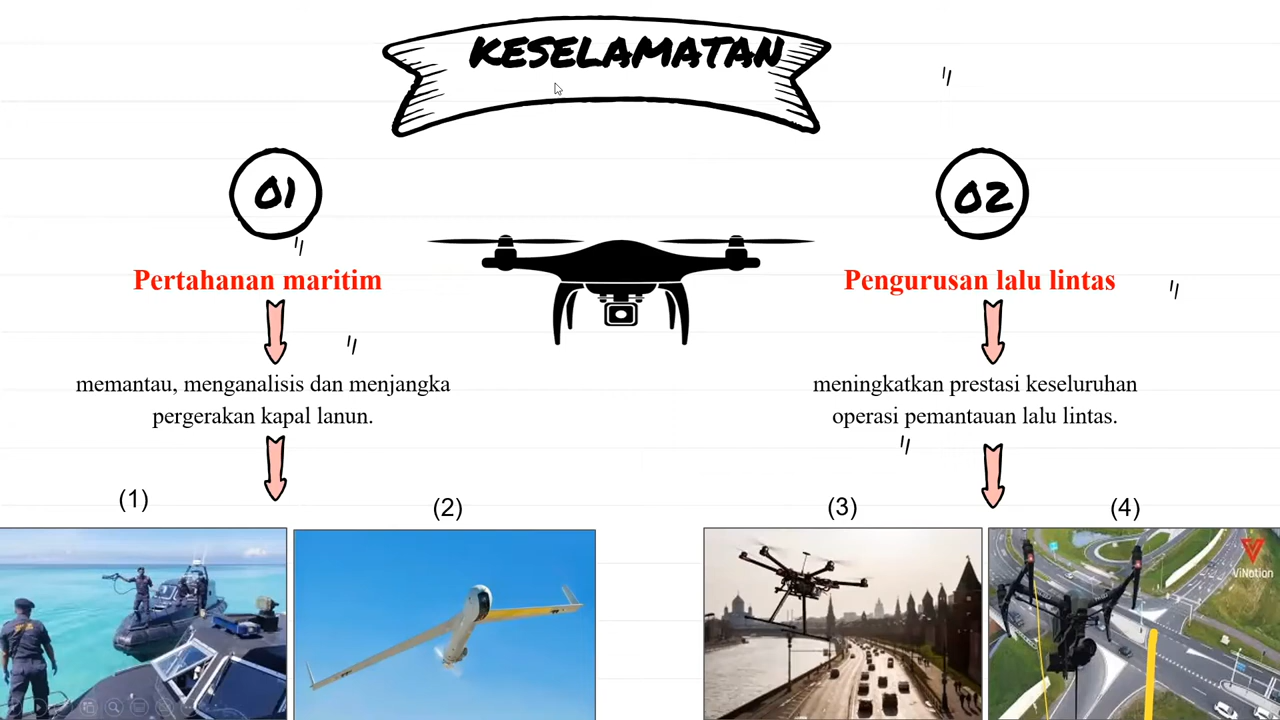 KESELAMATAN
01
Pertahanan maritim
memantau, menganalisis dan menjangka
pergerakan kapal lanun.
(1)
(2)
02
Pengurusan lalu lintas
meningkatkan prestasi keseluruhan
operasi pemantauan lalu lintas.
(3)
(4)
ViNotion